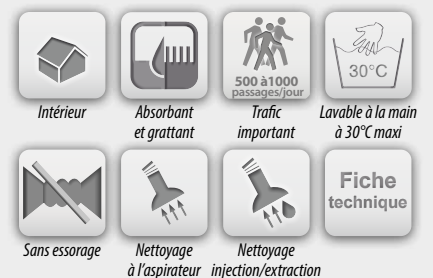 500 à 1000
passages/jour
30°C
Intérieur
Absorbant
et grattant
Trafic
important
Lavable à la main
à 30°C maxi
Fiche
technique
Sans essorage
Nettoyage
à l'aspirateur
Nettoyage
injection/extraction